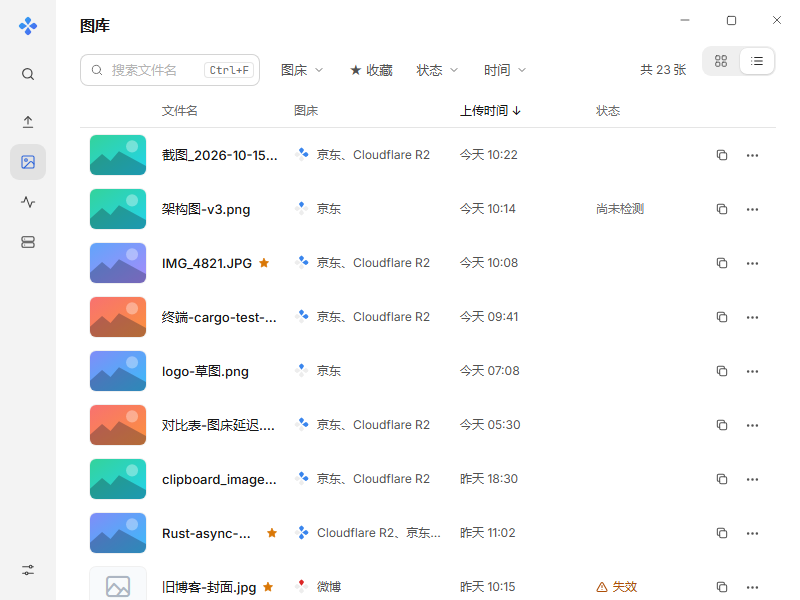 图库
搜索文件名 Ctrl+F 图床 ★ 收藏 状态 时间 共 23 张
文件名 图床 上传时间 ↓ 状态
截图_2026-10-15... 京东、Cloudflare R2 今天 10:22
架构图-v3.png 京东 今天 10:14 尚未检测
IMG_4821.JPG ★ 京东、Cloudflare R2 今天 10:08
终端-cargo-test-... 京东、Cloudflare R2 今天 09:41
logo-草图.png 京东 今天 07:08
对比表-图床延迟.... 京东、Cloudflare R2 今天 05:30
clipboard_image... 京东、Cloudflare R2 昨天 18:30
Rust-async-... ★ Cloudflare R2、京东... 昨天 11:02
旧博客-封面.jpg ★ 微博 昨天 10:15 失效